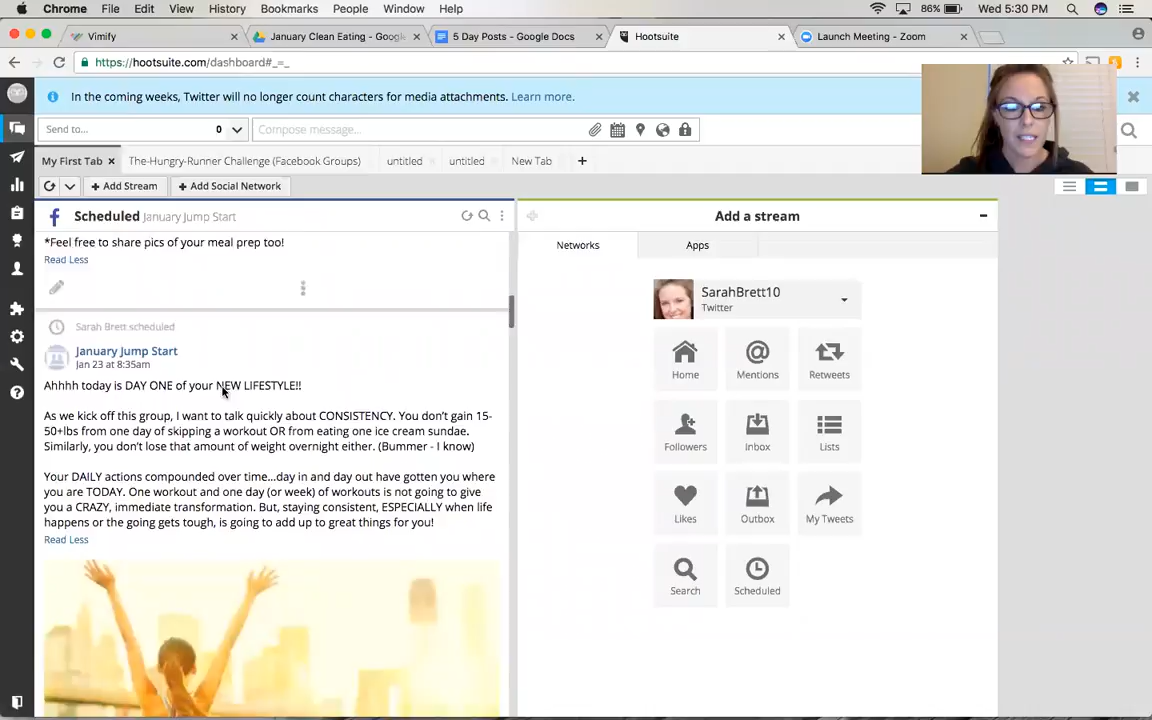 Chrome File Edit View History Bookmarks People Window Help 86% Wed 5:30 PM
Vimify January Clean Eating - Googl 5 Day Posts - Google Docs Hootsuite Launch Meeting - Zoom
https://hootsuite.com/dashboard#_=_
In the coming weeks, Twitter will no longer count characters for media attachments. Learn more.
Send to... 0 Compose message...
My First Tab The-Hungry-Runner Challenge (Facebook Groups) untitled untitled New Tab
Add Stream Add Social Network
Scheduled January Jump Start
*Feel free to share pics of your meal prep too!
Read Less
Sarah Brett scheduled
January Jump Start
Jan 23 at 8:35am
Ahhhh today is DAY ONE of your NEW LIFESTYLE!!
As we kick off this group, I want to talk quickly about CONSISTENCY. You don't gain 15-
50+lbs from one day of skipping a workout OR from eating one ice cream sundae.
Similarly, you don't lose that amount of weight overnight either. (Bummer - I know)
Your DAILY actions compounded over time...day in and day out have gotten you where
you are TODAY. One workout and one day (or week) of workouts is not going to give
you a CRAZY, immediate transformation. But, staying consistent, ESPECIALLY when life
happens or the going gets tough, is going to add up to great things for you!
Read Less
Add a stream
Networks Apps
SarahBrett10
Twitter
Home Mentions Retweets
Followers Inbox Lists
Likes Outbox My Tweets
Search Scheduled